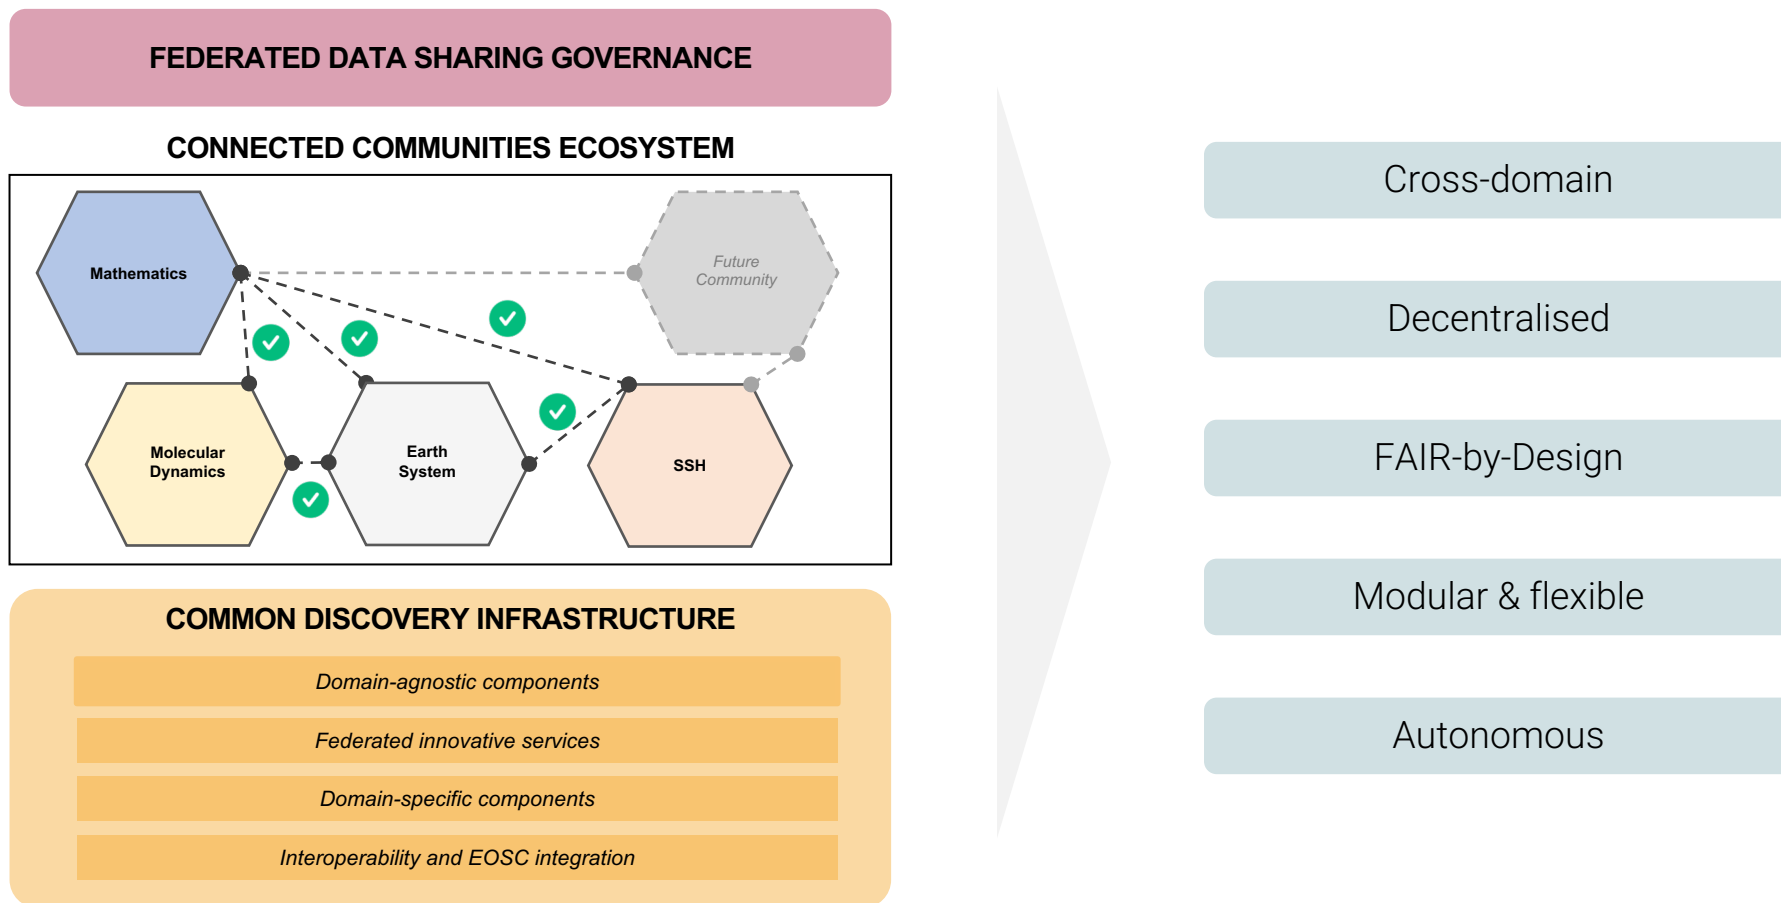 FEDERATED DATA SHARING GOVERNANCE
CONNECTED COMMUNITIES ECOSYSTEM
Mathematics
Future
Community
Molecular
Dynamics
Earth
System
SSH
COMMON DISCOVERY INFRASTRUCTURE
Domain-agnostic components
Federated innovative services
Domain-specific components
Interoperability and EOSC integration
Cross-domain
Decentralised
FAIR-by-Design
Modular & flexible
Autonomous